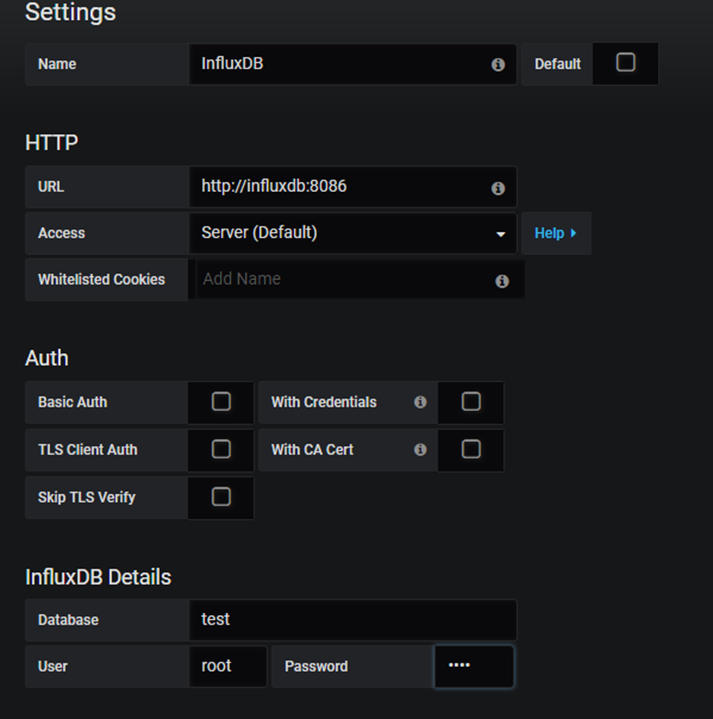 Settings
Name InfluxDB Default
HTTP
URL http://influxdb:8086
Access Server (Default) Help
Whitelisted Cookies Add Name
Auth
Basic Auth With Credentials
TLS Client Auth With CA Cert
Skip TLS Verify
InfluxDB Details
Database test
User root Password ····